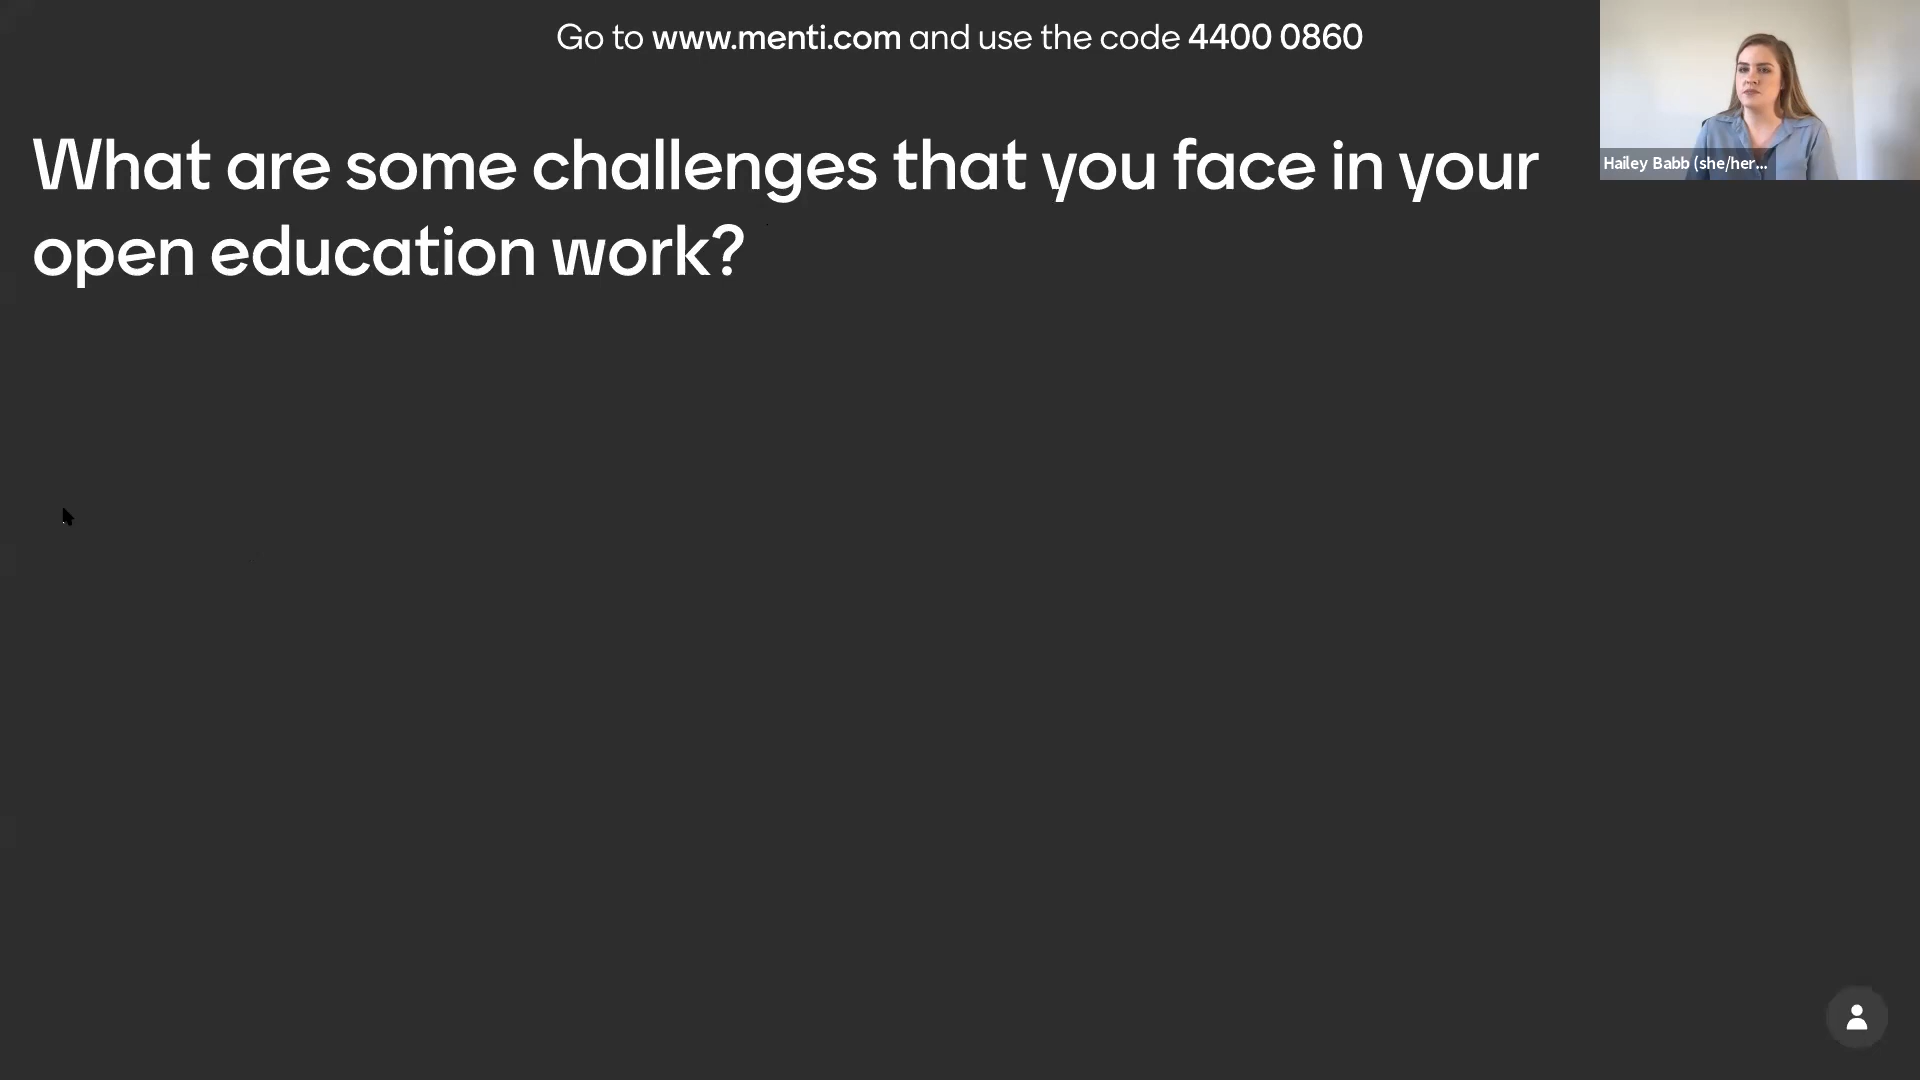 Go to www.menti.com and use the code 4400 0860
What are some challenges that you face in your
open education work?
Hailey Babb (she/her...